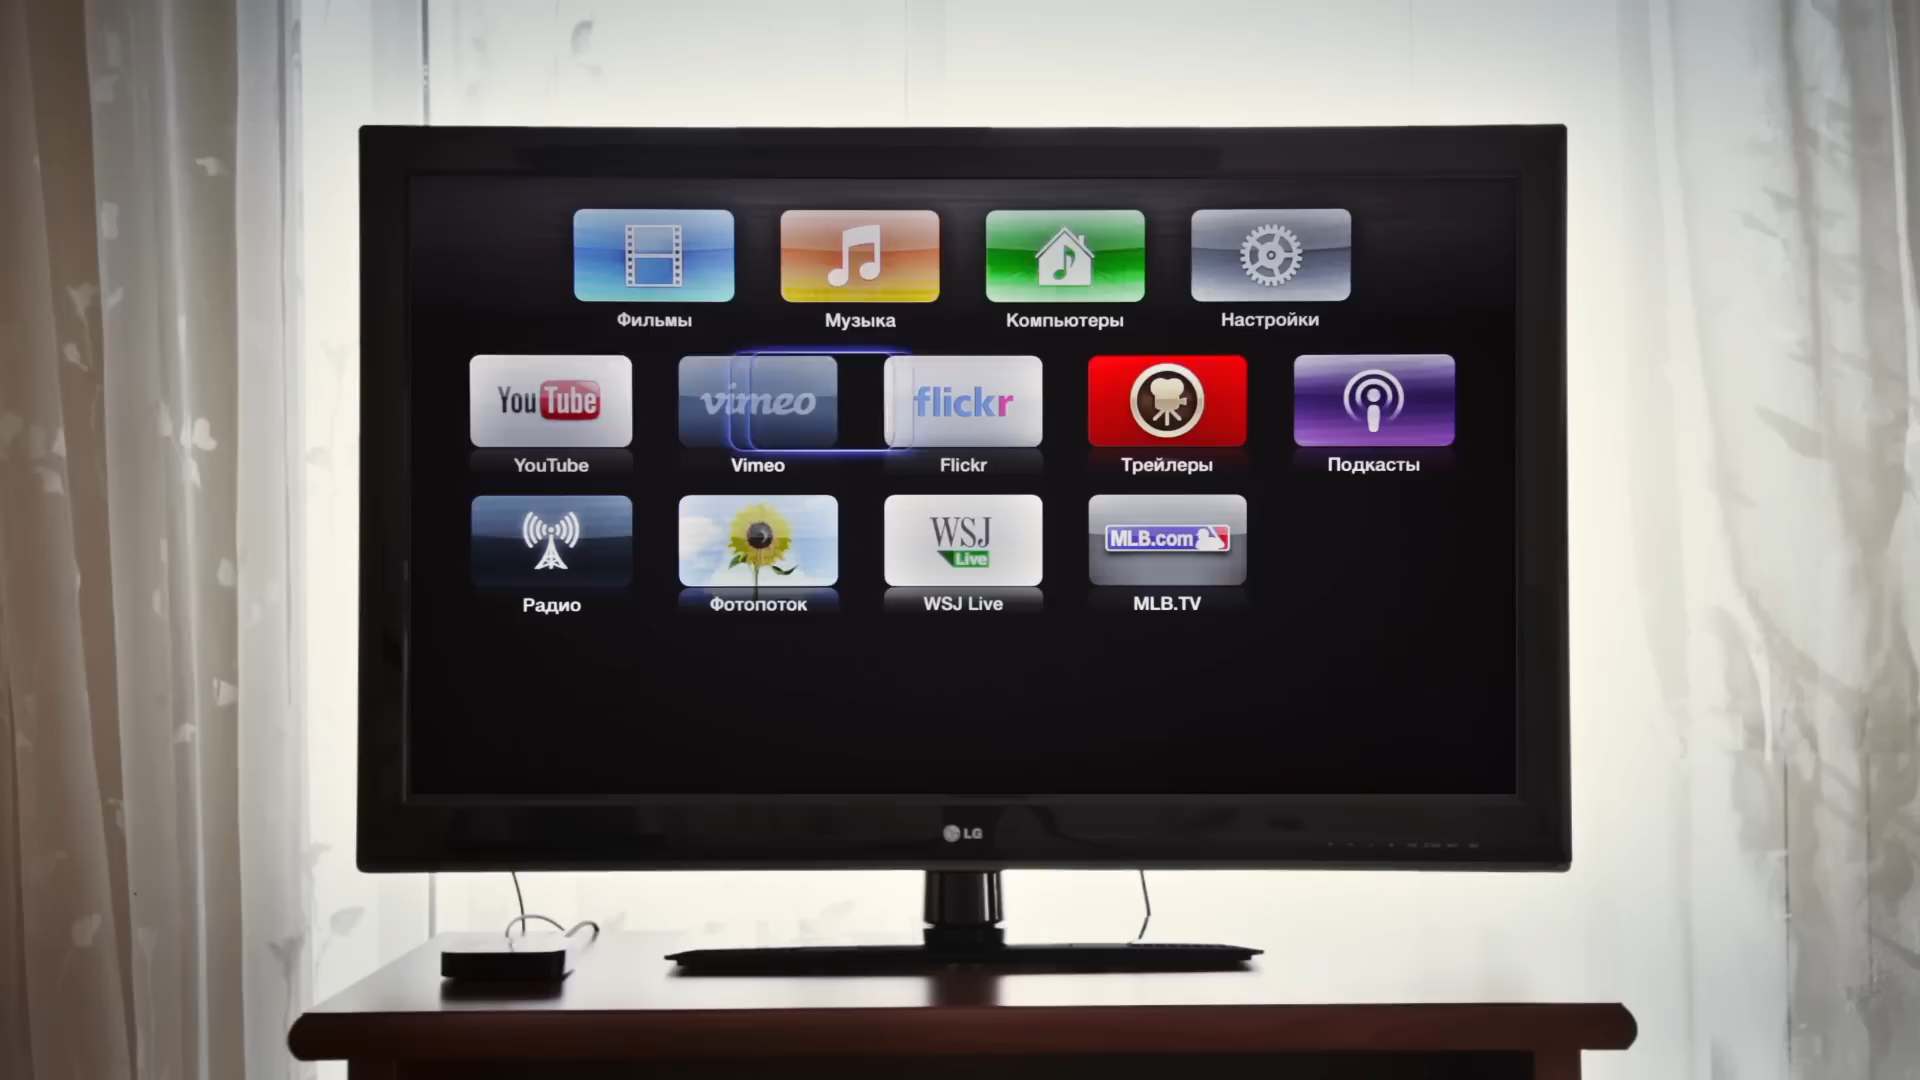 Фильмы
Музыка
Компьютеры
Настройки
YouTube
vimeo
flickr
YouTube
Vimeo
Flickr
Трейлеры
Подкасты
WSJ
Live
MLB.com
Радио
Фотопоток
WSJ Live
MLB.TV
LG